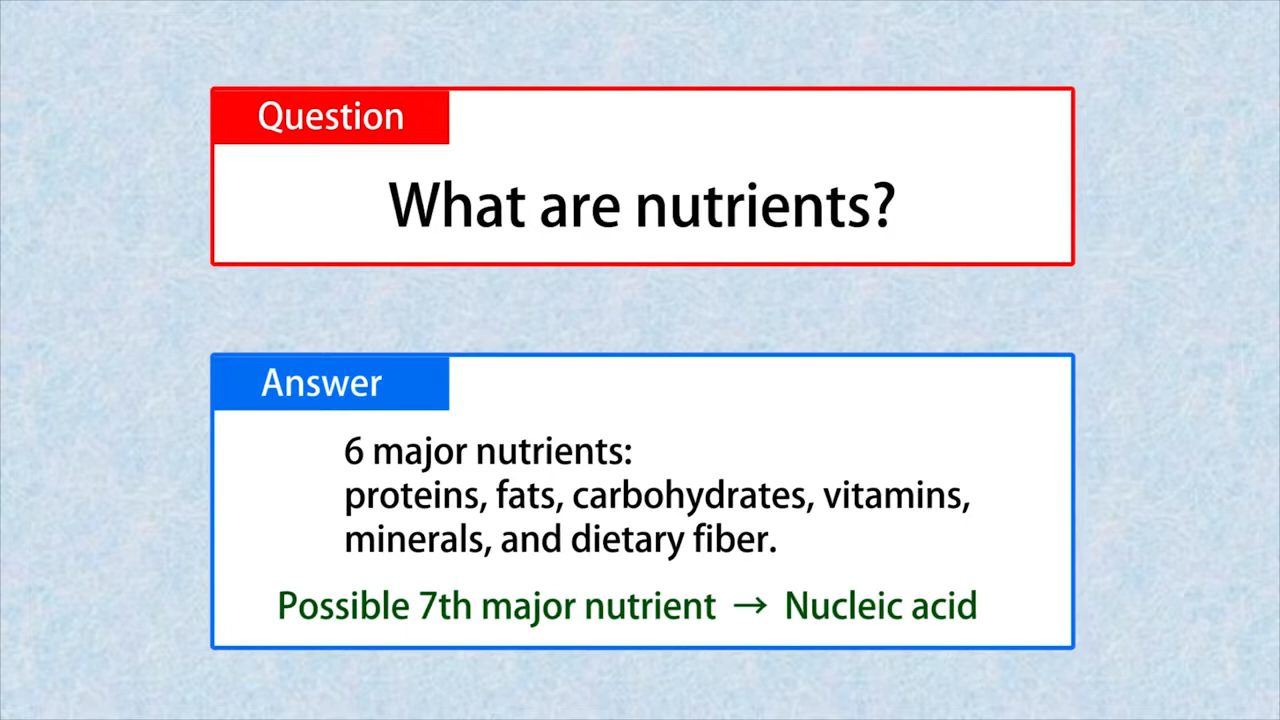 Question
What are nutrients?
Answer
6 major nutrients:
proteins, fats, carbohydrates, vitamins,
minerals, and dietary fiber.
Possible 7th major nutrient → Nucleic acid